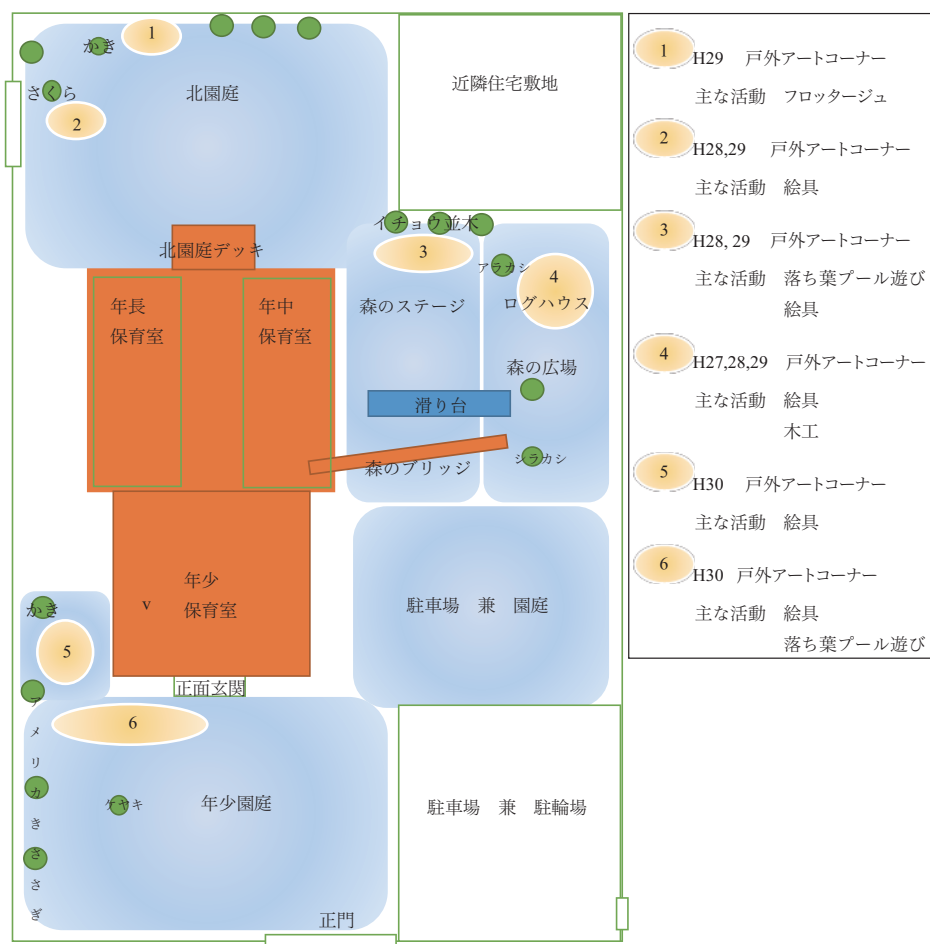 1
かき
さくら
2
北園庭
近隣住宅敷地
北園庭デッキ
イチョウ並木
3
アラカシ
4
ログハウス
年長
保育室
年中
保育室
森のステージ
森の広場
滑り台
シラカシ
森のブリッジ
年少
保育室
v
駐車場 兼 園庭
かき
5
正面玄関
アメリカきささぎ
6
ケヤキ
年少園庭
駐車場 兼 駐輪場
正門
1
H29 戸外アートコーナー
主な活動 フロッタージュ
2
H28,29 戸外アートコーナー
主な活動 絵具
3
H28, 29 戸外アートコーナー
主な活動 落ち葉プール遊び
絵具
4
H27,28,29 戸外アートコーナー
主な活動 絵具
木工
5
H30 戸外アートコーナー
主な活動 絵具
6
H30 戸外アートコーナー
主な活動 絵具
落ち葉プール遊び